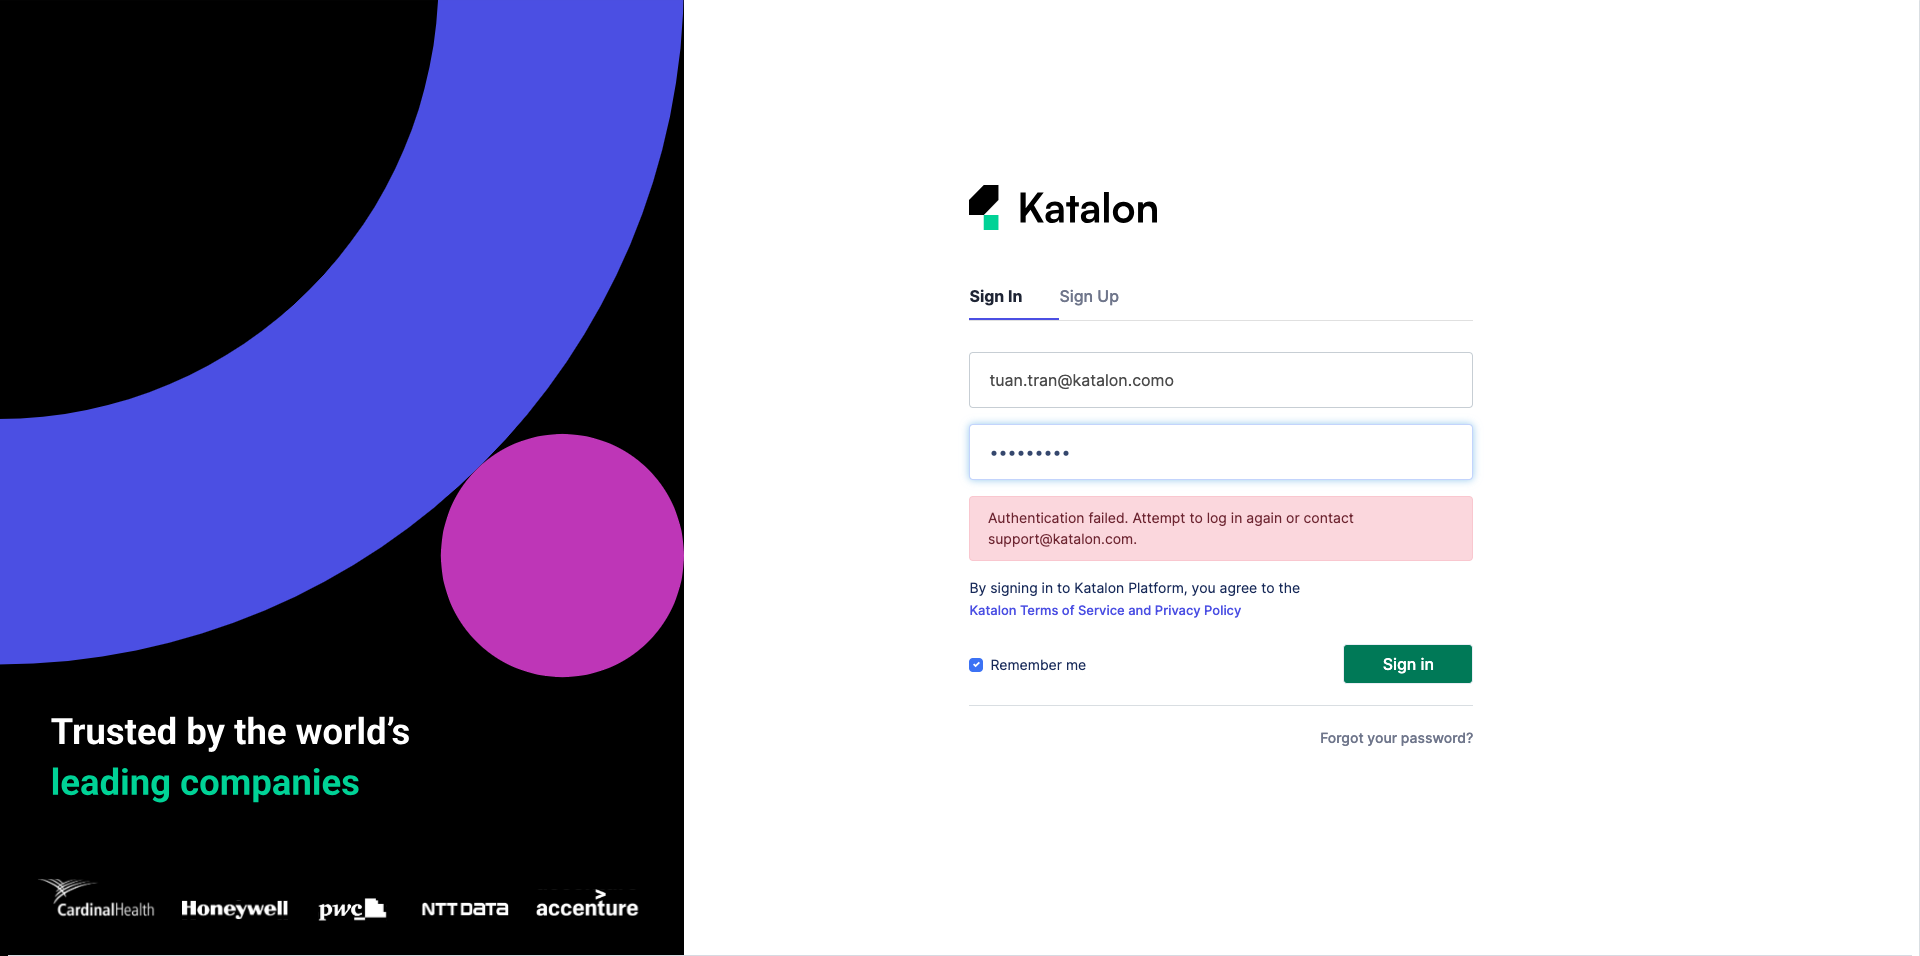 Katalon
Sign In
Sign Up
tuan.tran@katalon.como
•••••••••
Authentication failed. Attempt to log in again or contact
support@katalon.com.
By signing in to Katalon Platform, you agree to the
Katalon Terms of Service and Privacy Policy
Remember me
Sign in
Forgot your password?
Trusted by the world’s
leading companies
CardinalHealth
Honeywell
pwc
NTT DATA
accenture